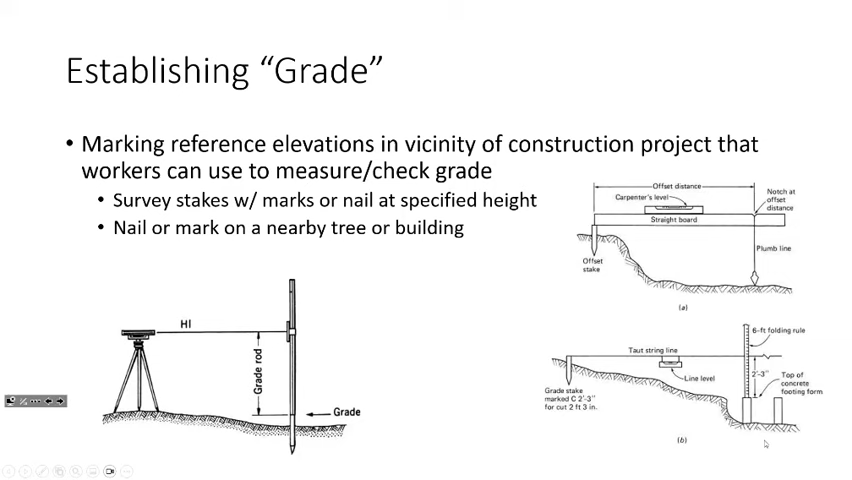 Establishing “Grade”
• Marking reference elevations in vicinity of construction project that
workers can use to measure/check grade
• Survey stakes w/ marks or nail at specified height
• Nail or mark on a nearby tree or building
Offset distance
Carpenter's level
Notch at
offset
distance
Straight board
Plumb line
Offset
stake
(a)
6-ft folding rule
Taut string line
Line level
2'-3"
Top of
concrete
footing form
Grade stake
marked C 2'-3"
for cut 2 ft 3 in.
(b)
HI
Grade rod
Grade